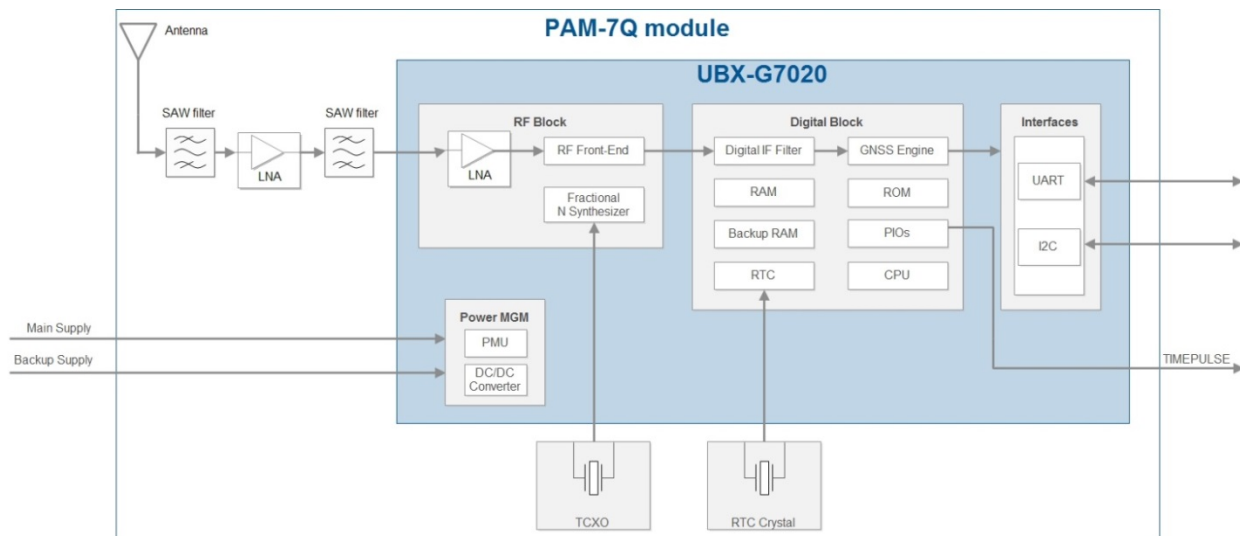 PAM-7Q module
Antenna
UBX-G7020
SAW filter
SAW filter
LNA
RF Block
LNA
RF Front-End
Fractional
N Synthesizer
Digital Block
Digital IF Filter
GNSS Engine
RAM
ROM
Backup RAM
PIOs
RTC
CPU
Interfaces
UART
I2C
Main Supply
Backup Supply
Power MGM
PMU
DC/DC
Converter
TIMEPULSE
TCXO
RTC Crystal